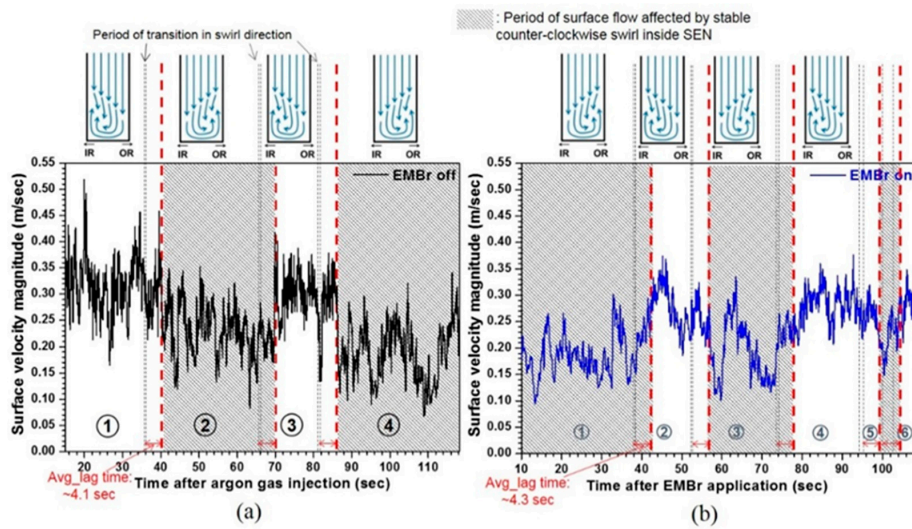 Period of transition in swirl direction
: Period of surface flow affected by stable
counter-clockwise swirl inside SEN
IR OR IR OR IR OR IR OR
IR OR IR OR IR OR IR OR
Surface velocity magnitude (m/sec)
0.55
0.50
0.45
0.40
0.35
0.30
0.25
0.20
0.15
0.10
0.05
0.00
EMBr off
① ② ③ ④
20 30 40 50 60 70 80 90 100 110
Avg_lag time:
~4.1 sec
Time after argon gas injection (sec)
(a)
Surface velocity magnitude (m/sec)
0.55
0.50
0.45
0.40
0.35
0.30
0.25
0.20
0.15
0.10
0.05
0.00
EMBr on
① ② ③ ④ ⑤ ⑥
10 20 30 40 50 60 70 80 90 100
Avg_lag time:
~4.3 sec
Time after EMBr application (sec)
(b)